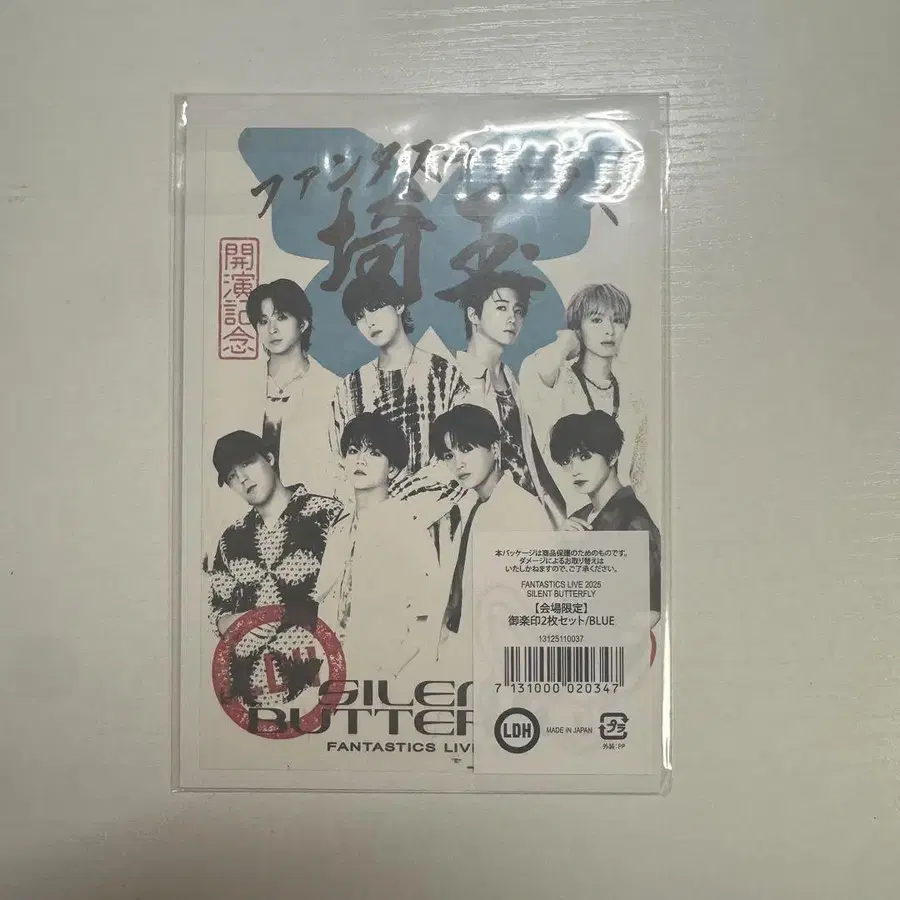 ファンタス
埼玉
開演記念
LDH
SILEN
BUTTERF
FANTASTICS LIV
本パッケージは商品保護のためのものです。
ダメージによるお取り替えは
いたしかねますので、ご了承ください。
FANTASTICS LIVE 2025
SILENT BUTTERFLY
【会場限定】
御楽印2枚セット/BLUE
13125110037
7 131000 020347
LDH
MADE IN JAPAN
プラ
外装:PP